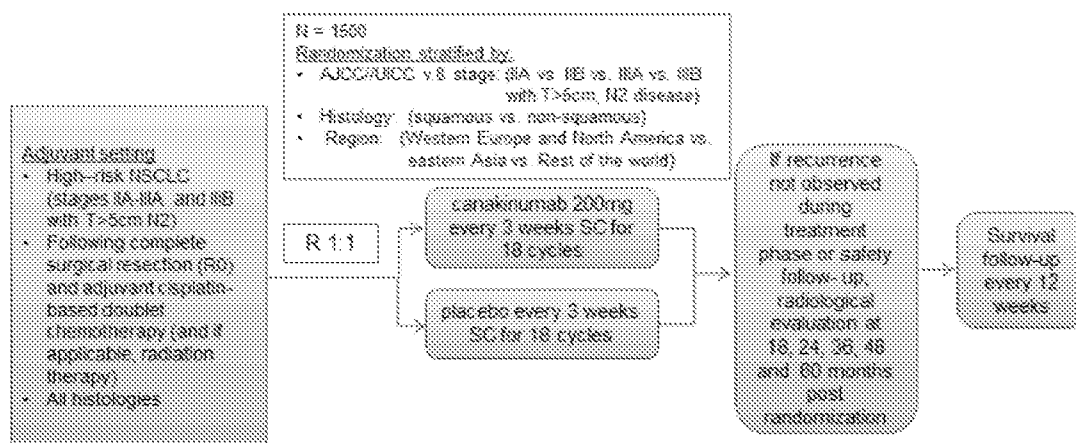 N = 1500
Randomization stratified by:
• AJCC//UICC v.8 stage: (IIA vs IIB vs. IIIA vs. IIIB
with T>5cm, N2 disease)
• Histology: (squamous vs. non-squamous)
• Region: (Western Europe and North America vs.
eastern Asia vs. Rest of the world)
Adjuvant setting
• High-risk NSCLC
(stages IIA-IIIA and IIIB
with T>5cm N2)
• Following complete
surgical resection (R0)
and adjuvant cisplatin-
based doublet
chemotherapy (and if
applicable, radiation
therapy)
• All histologies
R 1:1
canakinumab 200mg
every 3 weeks SC for
18 cycles
placebo every 3 weeks
SC for 18 cycles
If recurrence
not observed
during
treatment
phase or safety
follow- up,
radiological
evaluation at
18, 24, 36, 48
and 60 months
post
randomization
Survival
follow-up
every 12
weeks